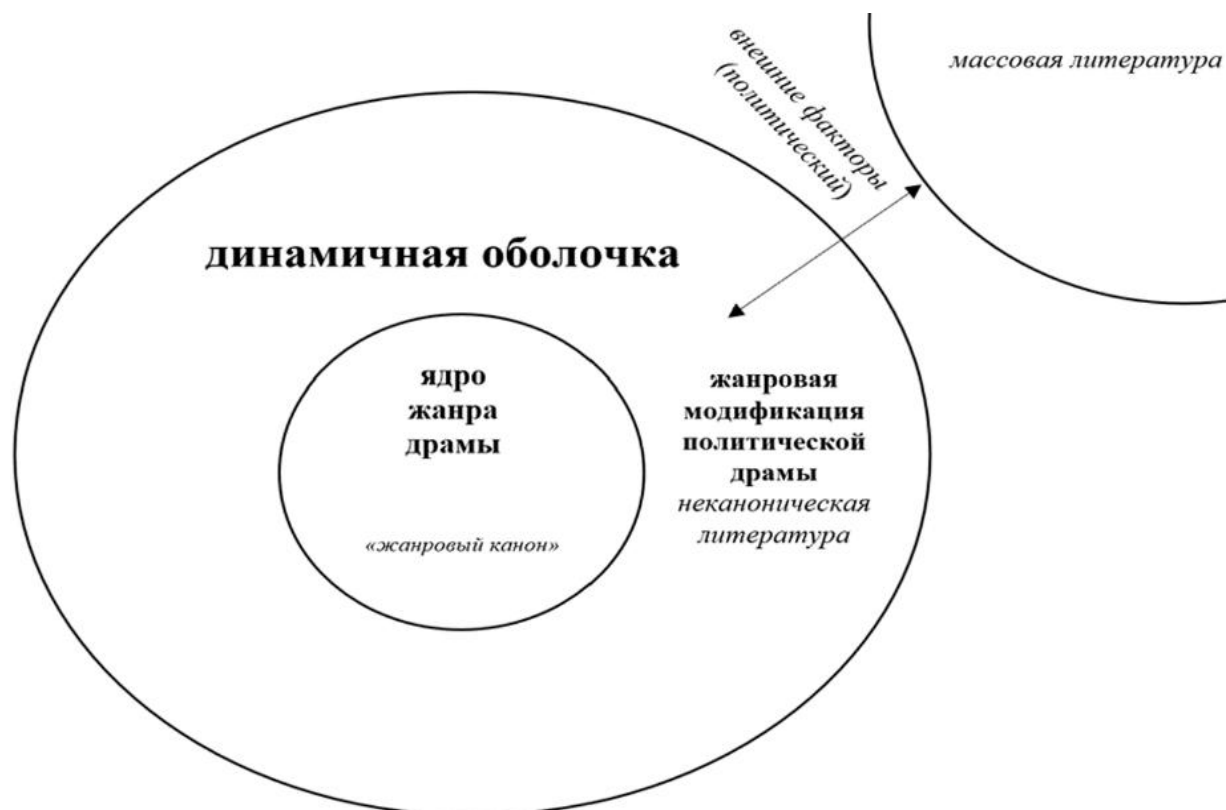 внешние факторы
(политический)
массовая литература
динамичная оболочка
ядро
жанра
драмы
«жанровый канон»
жанровая
модификация
политической
драмы
неканоническая
литература